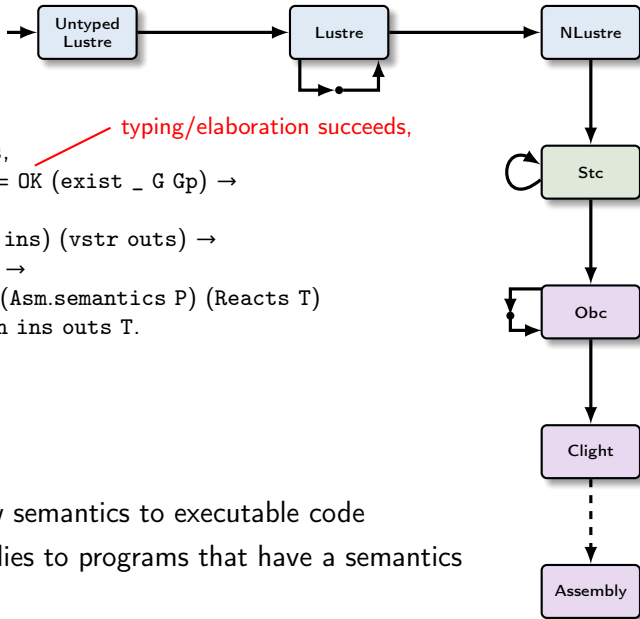 Untyped
Lustre
Lustre
NLustre
typing/elaboration succeeds,
,
= OK (exist _ G Gp) →
ins) (vstr outs) →
→
(Asm.semantics P) (Reacts T)
ins outs T.
Stc
Obc
Clight
semantics to executable code
to programs that have a semantics
Assembly